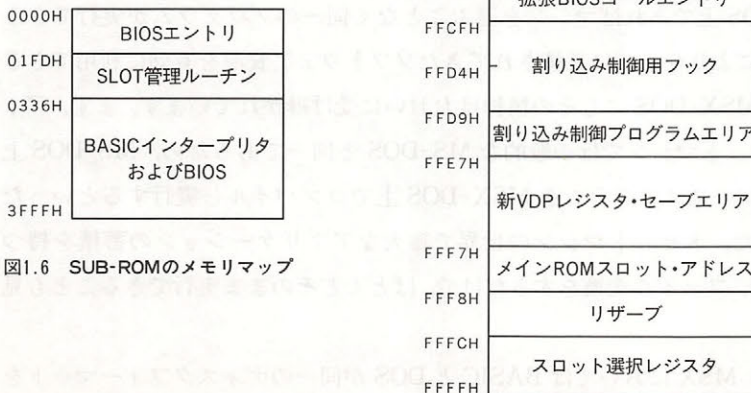 0000H
BIOSエントリ
01FDH
SLOT管理ルーチン
0336H
BASICインタープリタ
およびBIOS
3FFFH
図1.6 SUB-ROMのメモリマップ
拡張BIOSコールエントリ
FFCFH
FFD4H
割り込み制御用フック
FFD9H
割り込み制御プログラムエリア
FFE7H
新VDPレジスタ・セーブエリア
FFF7H
メインROMスロット・アドレス
FFF8H
リザーブ
FFFCH
スロット選択レジスタ
FFFFH